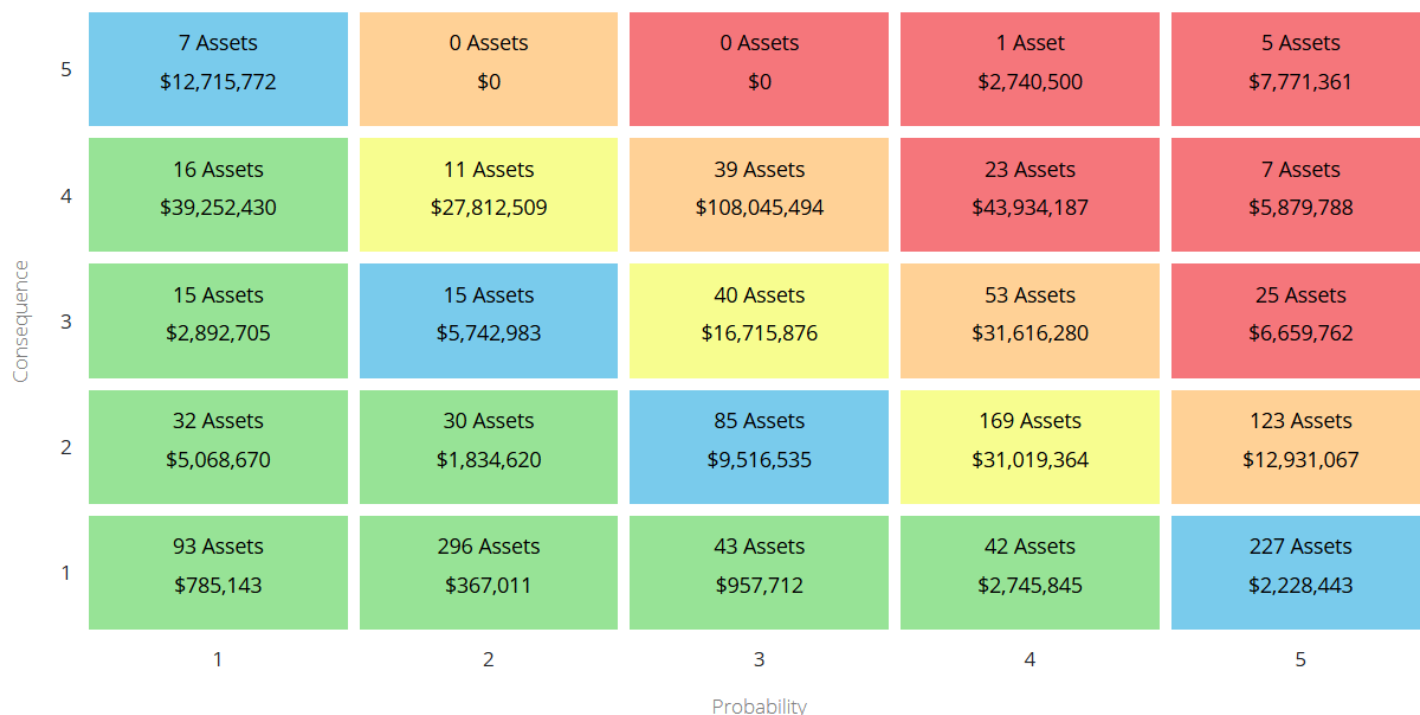 7 Assets
$12,715,772
0 Assets
$0
0 Assets
$0
1 Asset
$2,740,500
5 Assets
$7,771,361
5
16 Assets
$39,252,430
11 Assets
$27,812,509
39 Assets
$108,045,494
23 Assets
$43,934,187
7 Assets
$5,879,788
4
Consequence
15 Assets
$2,892,705
15 Assets
$5,742,983
40 Assets
$16,715,876
53 Assets
$31,616,280
25 Assets
$6,659,762
3
32 Assets
$5,068,670
30 Assets
$1,834,620
85 Assets
$9,516,535
169 Assets
$31,019,364
123 Assets
$12,931,067
2
93 Assets
$785,143
296 Assets
$367,011
43 Assets
$957,712
42 Assets
$2,745,845
227 Assets
$2,228,443
1
1
2
3
4
5
Probability